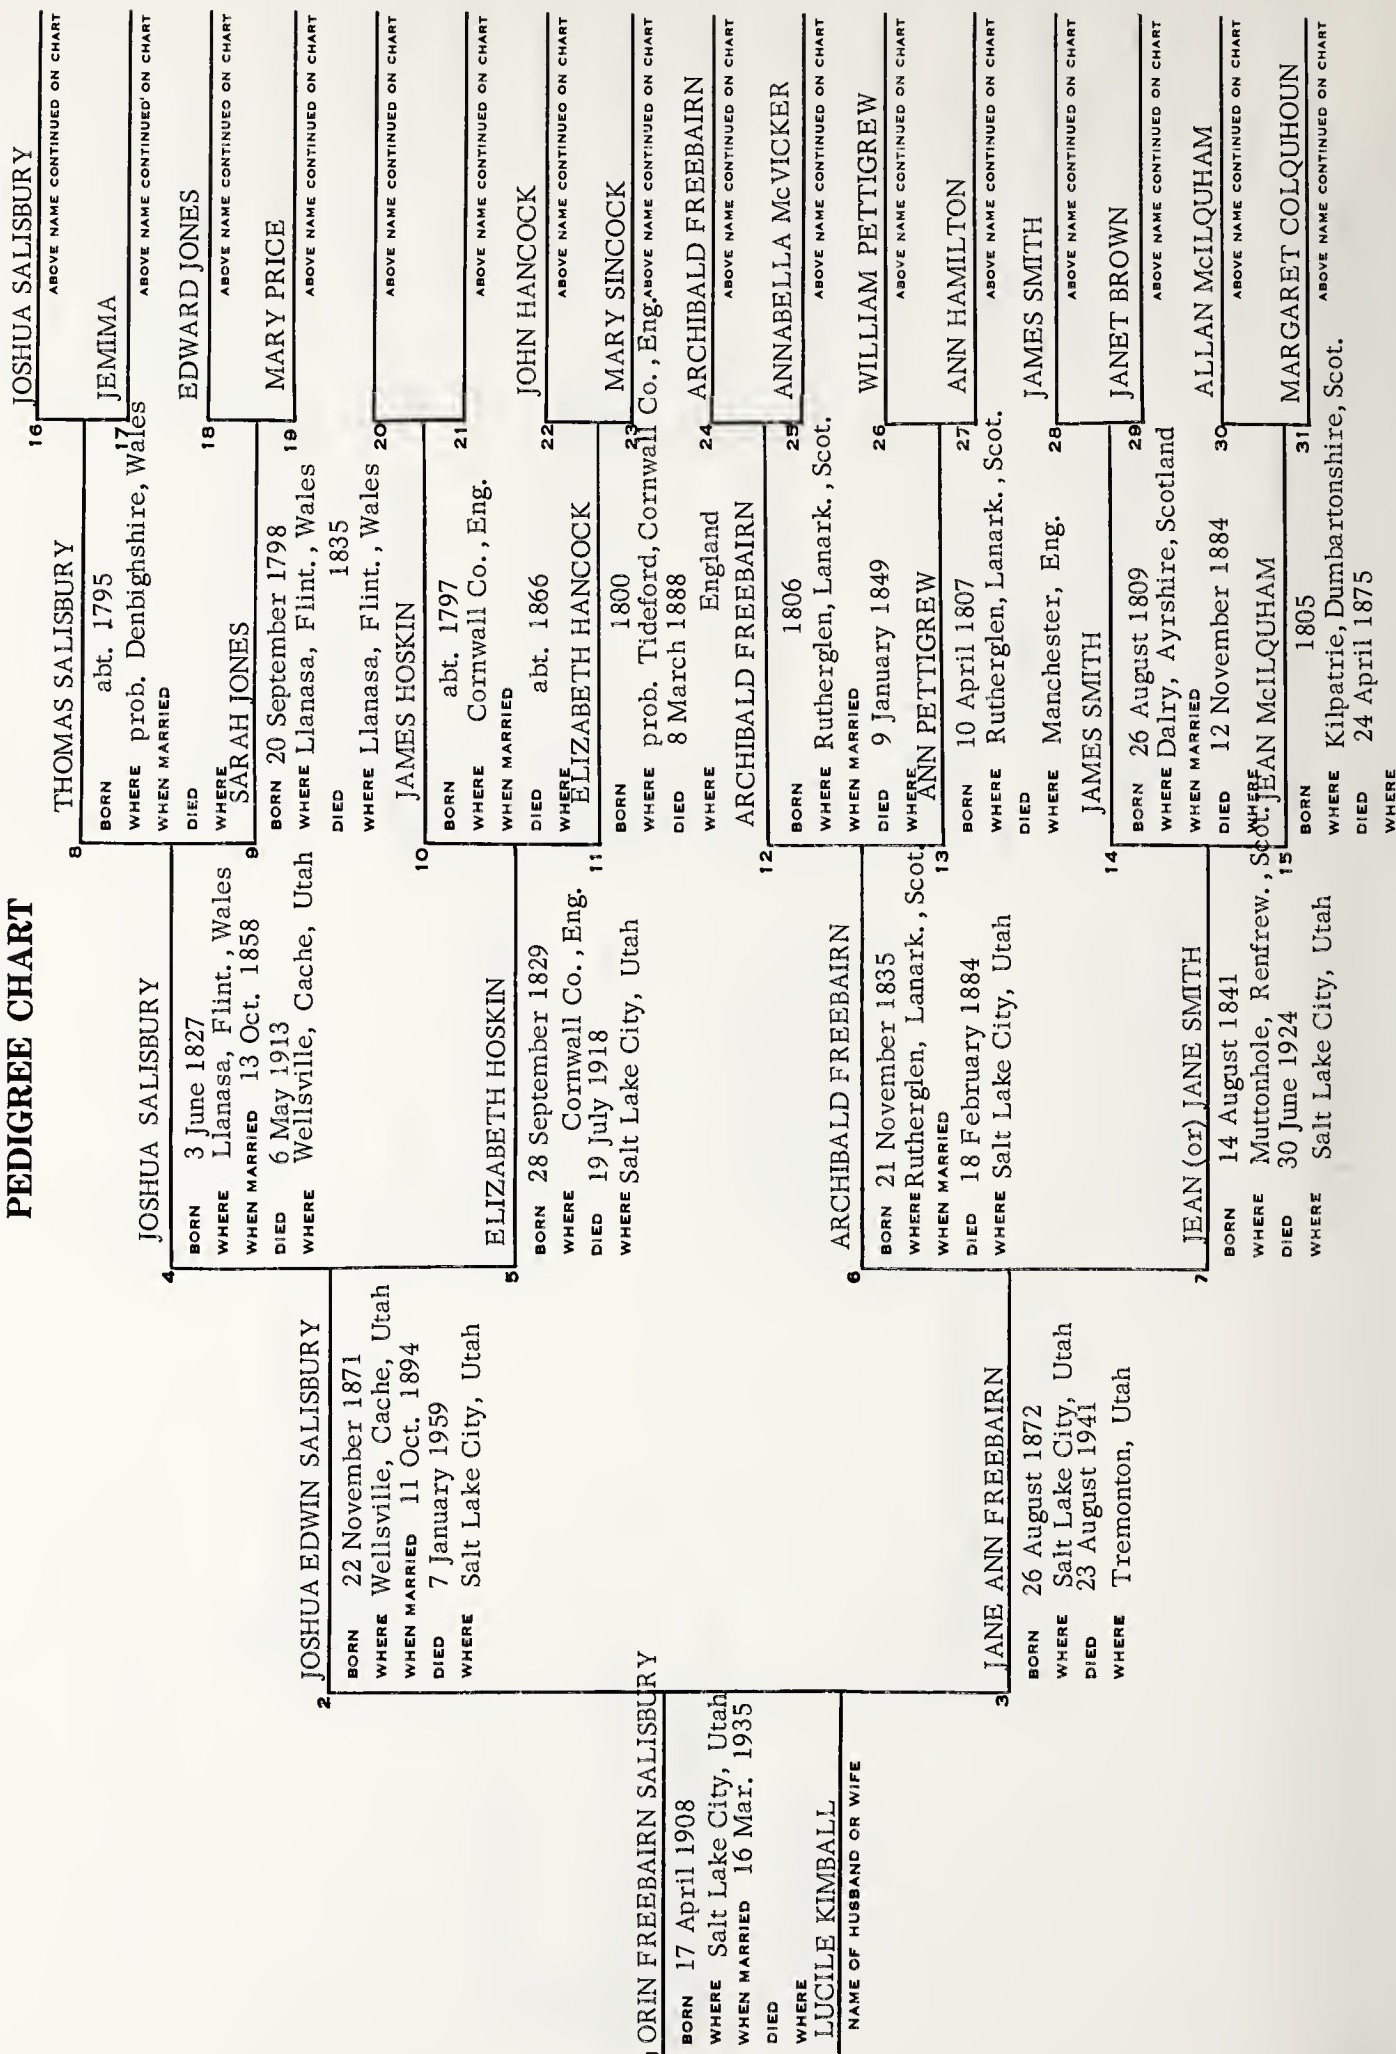 PEDIGREE CHART
ORIN FREEBAIRN SALISBURY
BORN 17 April 1908
WHERE Salt Lake City, Utah
WHEN MARRIED 16 Mar. 1935
DIED
WHERE
LUCILE KIMBALL
NAME OF HUSBAND OR WIFE
2
JOSHUA EDWIN SALISBURY
BORN 22 November 1871
WHERE Wellsville, Cache, Utah
WHEN MARRIED 11 Oct. 1894
DIED 7 January 1959
WHERE Salt Lake City, Utah
3
JANE ANN FREEBAIRN
BORN 26 August 1872
WHERE Salt Lake City, Utah
DIED 23 August 1941
WHERE Tremonton, Utah
4
JOSHUA SALISBURY
BORN 3 June 1827
WHERE Llanasa, Flint., Wales
WHEN MARRIED 13 Oct. 1858
DIED 6 May 1913
WHERE Wellsville, Cache, Utah
5
ELIZABETH HOSKIN
BORN 28 September 1829
WHERE Cornwall Co., Eng.
DIED 19 July 1918
WHERE Salt Lake City, Utah
6
ARCHIBALD FREEBAIRN
BORN 21 November 1835
WHERE Rutherglen, Lanark., Scot.
WHEN MARRIED
DIED 18 February 1884
WHERE Salt Lake City, Utah
7
JEAN (or) JANE SMITH
BORN 14 August 1841
WHERE Muttonhole, Renfrew., Scot.
DIED 30 June 1924
WHERE Salt Lake City, Utah
8
THOMAS SALISBURY
BORN abt. 1795
WHERE prob. Denbighshire, Wales
WHEN MARRIED
DIED
WHERE
9
SARAH JONES
BORN 20 September 1798
WHERE Llanasa, Flint., Wales
DIED 1835
WHERE Llanasa, Flint., Wales
10
JAMES HOSKIN
BORN abt. 1797
WHERE Cornwall Co., Eng.
WHEN MARRIED
DIED abt. 1866
WHERE
11
ELIZABETH HANCOCK
BORN 1800
WHERE prob. Tideford, Cornwall Co., Eng.
DIED 8 March 1888
WHERE England
12
ARCHIBALD FREEBAIRN
BORN 1806
WHERE Rutherglen, Lanark., Scot.
WHEN MARRIED
DIED 9 January 1849
WHERE
13
ANN PETTIGREW
BORN 10 April 1807
WHERE Rutherglen, Lanark., Scot.
DIED
WHERE Manchester, Eng.
14
JAMES SMITH
BORN 26 August 1809
WHERE Dalry, Ayrshire, Scotland
WHEN MARRIED
DIED 12 November 1884
WHERE
15
JEAN McILQUHAM
BORN 1805
WHERE Kilpatrie, Dumbartonshire, Scot.
DIED 24 April 1875
WHERE
16
JOSHUA SALISBURY
ABOVE NAME CONTINUED ON CHART
17
JEMIMA
ABOVE NAME CONTINUED ON CHART
18
EDWARD JONES
ABOVE NAME CONTINUED ON CHART
19
MARY PRICE
ABOVE NAME CONTINUED ON CHART
20
ABOVE NAME CONTINUED ON CHART
21
ABOVE NAME CONTINUED ON CHART
22
JOHN HANCOCK
ABOVE NAME CONTINUED ON CHART
23
MARY SINCOCK
ABOVE NAME CONTINUED ON CHART
24
ARCHIBALD FREEBAIRN
ABOVE NAME CONTINUED ON CHART
25
ANNABELLA McVICKER
ABOVE NAME CONTINUED ON CHART
26
WILLIAM PETTIGREW
ABOVE NAME CONTINUED ON CHART
27
ANN HAMILTON
ABOVE NAME CONTINUED ON CHART
28
JAMES SMITH
ABOVE NAME CONTINUED ON CHART
29
JANET BROWN
ABOVE NAME CONTINUED ON CHART
30
ALLAN McILQUHAM
ABOVE NAME CONTINUED ON CHART
31
MARGARET COLQUHOUN
ABOVE NAME CONTINUED ON CHART